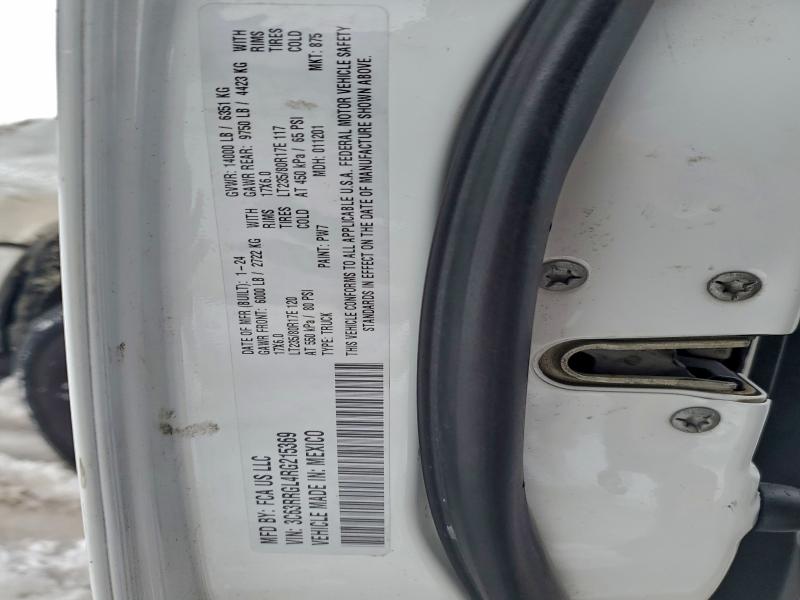 MFD BY: FCA US LLC
DATE OF MFR (BUILT): 1-24
GVWR: 14000 LB / 6351 KG
GAWR FRONT: 6000 LB / 2722 KG WITH
GAWR REAR: 9750 LB / 4423 KG WITH
17X6.0 RIMS
17X6.0 RIMS
LT235/80R17E 120 TIRES
LT235/80R17E 117 TIRES
AT 550 kPa / 80 PSI COLD
AT 450 kPa / 65 PSI COLD
VIN: 3C63RRGL4RG215369
TYPE: TRUCK
PAINT: PW7
MDH: 011201
MKT: 875
VEHICLE MADE IN: MEXICO
THIS VEHICLE CONFORMS TO ALL APPLICABLE U.S.A. FEDERAL MOTOR VEHICLE SAFETY
STANDARDS IN EFFECT ON THE DATE OF MANUFACTURE SHOWN ABOVE.